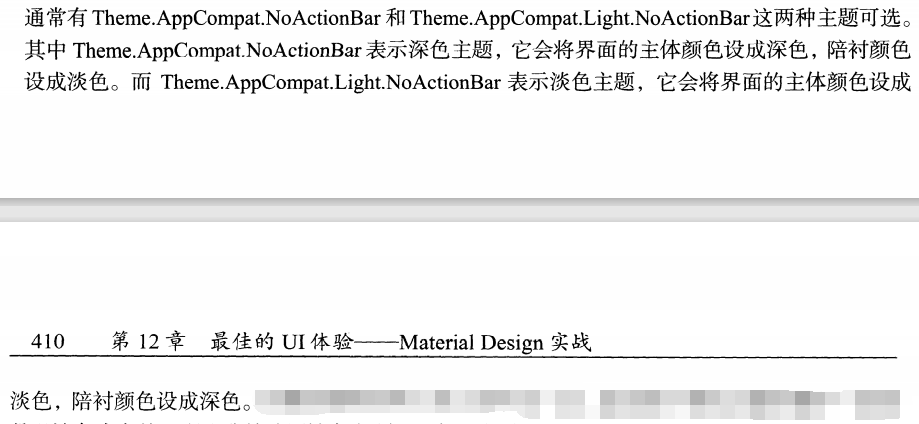 通常有 Theme.AppCompat.NoActionBar 和 Theme.AppCompat.Light.NoActionBar 这两种主题可选。
其中 Theme.AppCompat.NoActionBar 表示深色主题，它会将界面的主体颜色设成深色，陪衬颜色
设成淡色。而 Theme.AppCompat.Light.NoActionBar 表示淡色主题，它会将界面的主体颜色设成
410 第 12 章 最佳的 UI 体验——Material Design 实战
淡色，陪衬颜色设成深色。